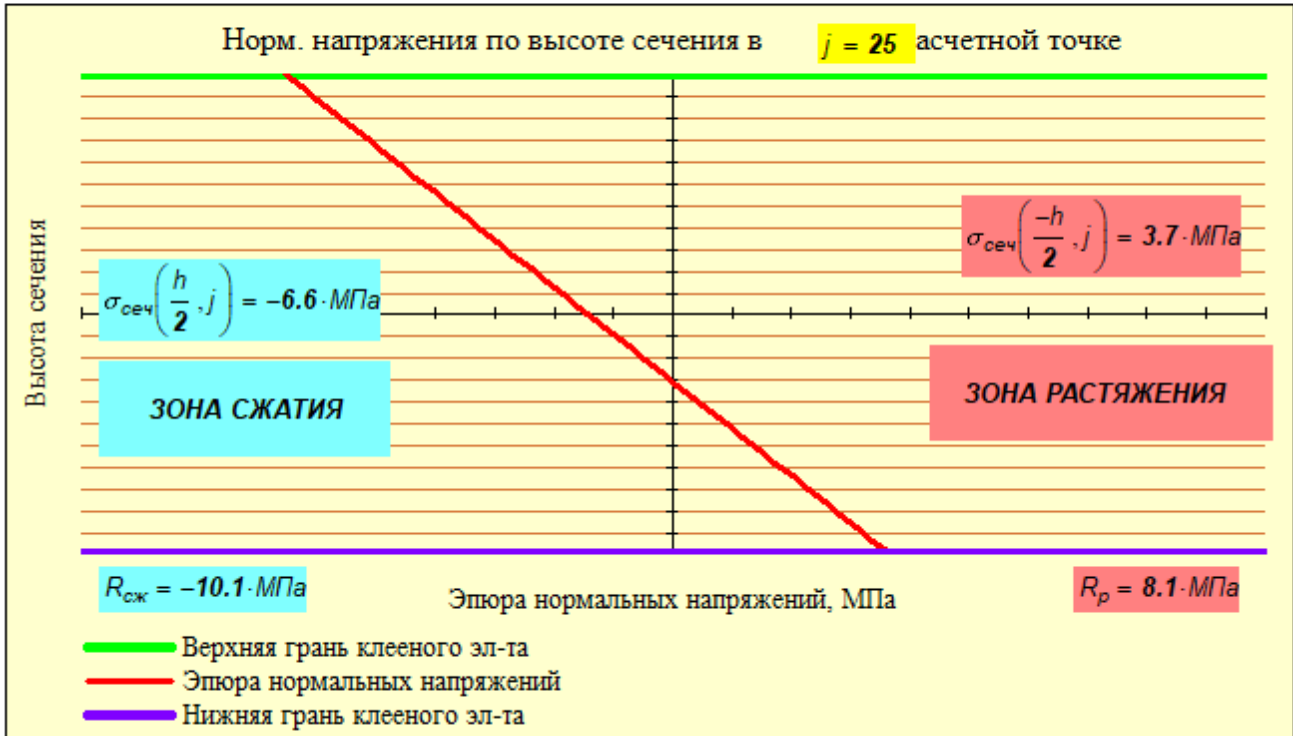 Норм. напряжения по высоте сечения в j = 25 асчетной точке
Высота сечения
σсеч(−h/2, j) = 3.7·МПа
σсеч(h/2, j) = −6.6·МПа
ЗОНА СЖАТИЯ
ЗОНА РАСТЯЖЕНИЯ
Rсж = −10.1·МПа
Эпюра нормальных напряжений, МПа
Rр = 8.1·МПа
Верхняя грань клееного эл-та
Эпюра нормальных напряжений
Нижняя грань клееного эл-та